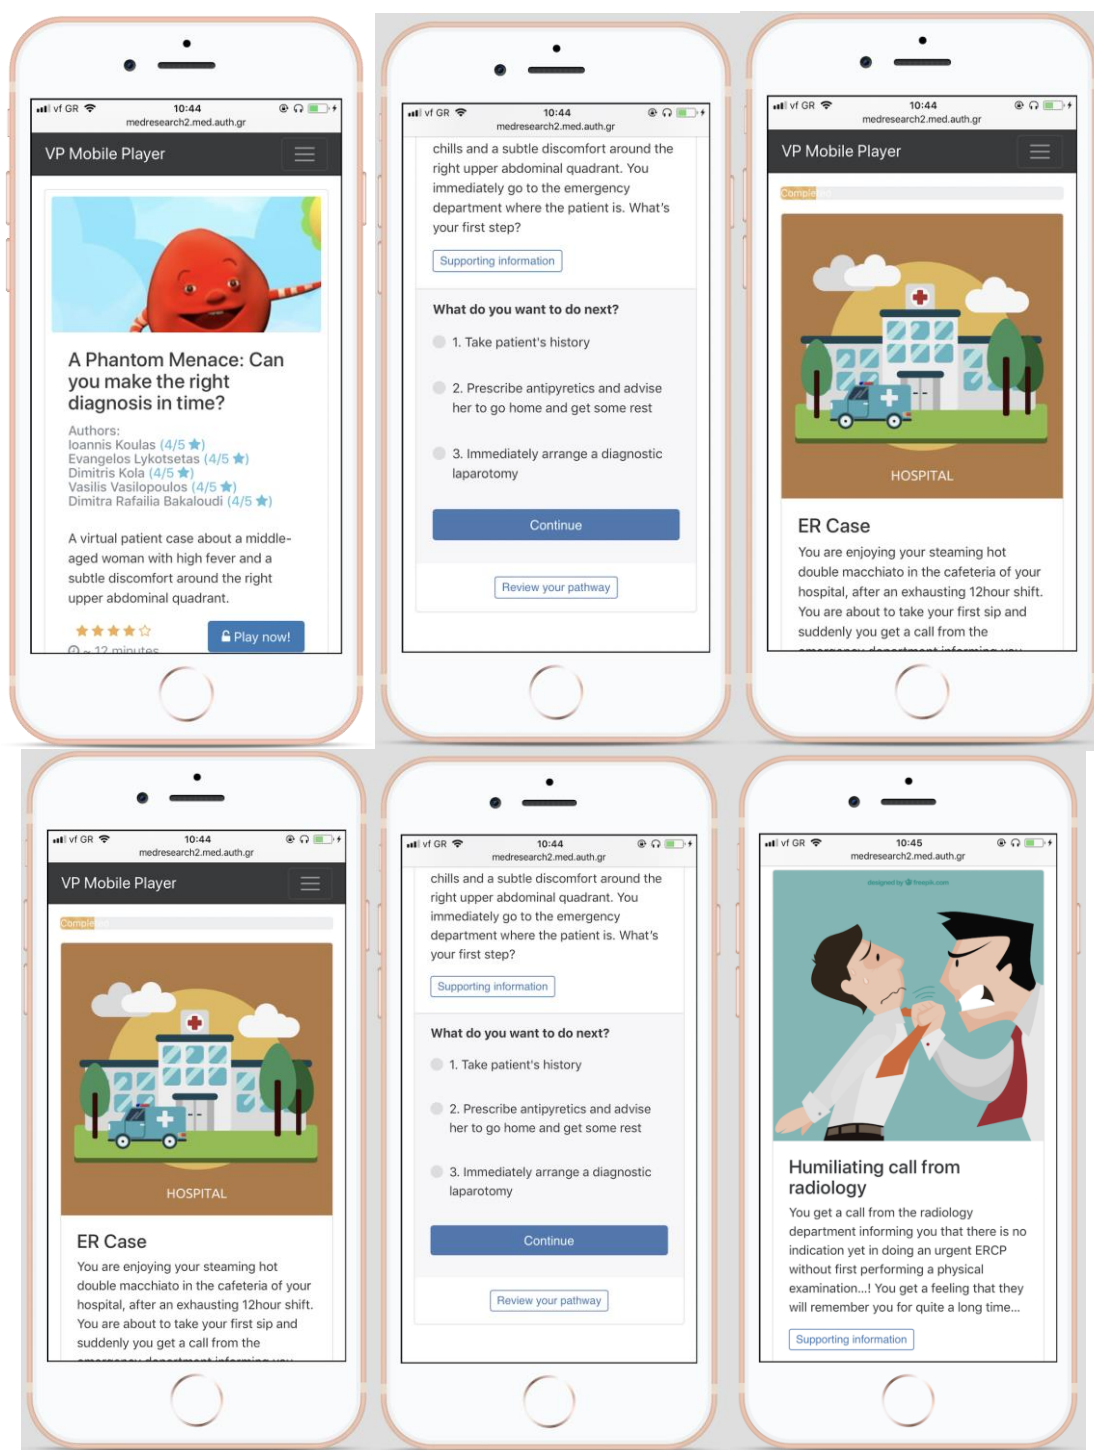 vf GR
10:44
medresearch2.med.auth.gr
VP Mobile Player
A Phantom Menace: Can
you make the right
diagnosis in time?
Authors:
Ioannis Koulas (4/5 ★)
Evangelos Lykotsetas (4/5 ★)
Dimitris Kola (4/5 ★)
Vasilis Vasilopoulos (4/5 ★)
Dimitra Rafailia Bakaloudi (4/5 ★)
A virtual patient case about a middle-
aged woman with high fever and a
subtle discomfort around the right
upper abdominal quadrant.
Play now!
~ 12 minutes
vf GR
10:44
medresearch2.med.auth.gr
chills and a subtle discomfort around the
right upper abdominal quadrant. You
immediately go to the emergency
department where the patient is. What's
your first step?
Supporting information
What do you want to do next?
1. Take patient's history
2. Prescribe antipyretics and advise
her to go home and get some rest
3. Immediately arrange a diagnostic
laparotomy
Continue
Review your pathway
vf GR
10:44
medresearch2.med.auth.gr
VP Mobile Player
Completed
HOSPITAL
ER Case
You are enjoying your steaming hot
double macchiato in the cafeteria of your
hospital, after an exhausting 12hour shift.
You are about to take your first sip and
suddenly you get a call from the
emergency department informing you
vf GR
10:44
medresearch2.med.auth.gr
VP Mobile Player
Completed
HOSPITAL
ER Case
You are enjoying your steaming hot
double macchiato in the cafeteria of your
hospital, after an exhausting 12hour shift.
You are about to take your first sip and
suddenly you get a call from the
emergency department informing you
vf GR
10:44
medresearch2.med.auth.gr
chills and a subtle discomfort around the
right upper abdominal quadrant. You
immediately go to the emergency
department where the patient is. What's
your first step?
Supporting information
What do you want to do next?
1. Take patient's history
2. Prescribe antipyretics and advise
her to go home and get some rest
3. Immediately arrange a diagnostic
laparotomy
Continue
Review your pathway
vf GR
10:45
medresearch2.med.auth.gr
designed by freepik.com
Humiliating call from
radiology
You get a call from the radiology
department informing you that there is no
indication yet in doing an urgent ERCP
without first performing a physical
examination...! You get a feeling that they
will remember you for quite a long time...
Supporting information